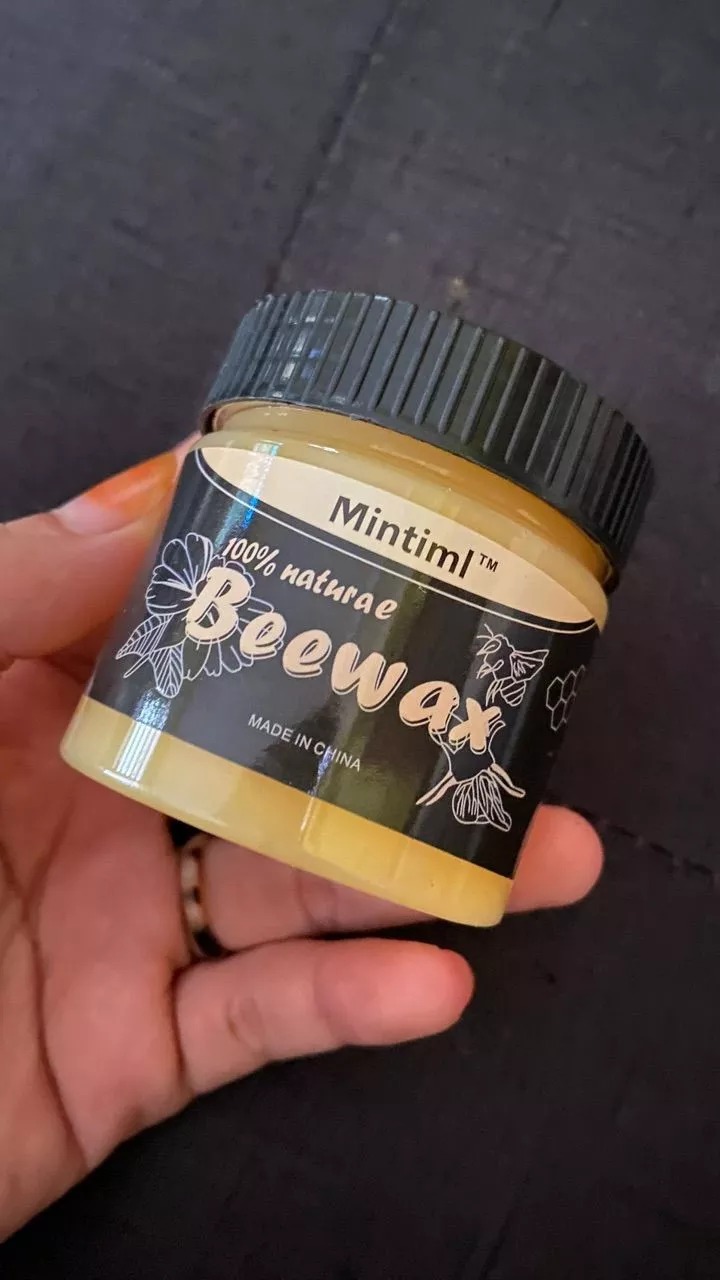 Mintiml™
100% naturae
Beewax
MADE IN CHINA